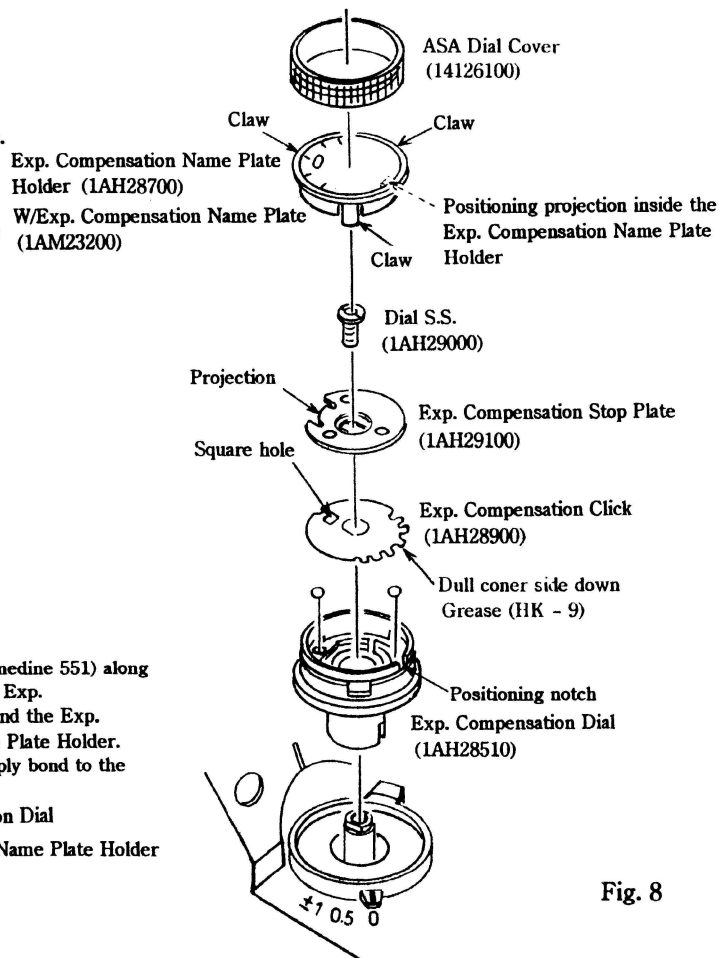 ASA Dial Cover
(14126100)
Claw
Claw
Exp. Compensation Name Plate
Holder (1AH28700)
W/Exp. Compensation Name Plate
(1AM23200)
0
Positioning projection inside the
Exp. Compensation Name Plate
Holder
Claw
Dial S.S.
(1AH29000)
Projection
Exp. Compensation Stop Plate
(1AH29100)
Square hole
Exp. Compensation Click
(1AH28900)
Dull coner side down
Grease (HK - 9)
nedine 551) along
Exp.
nd the Exp.
Plate Holder.
ply bond to the
on Dial
Name Plate Holder
Positioning notch
Exp. Compensation Dial
(1AH28510)
±1 0.5 0
Fig. 8